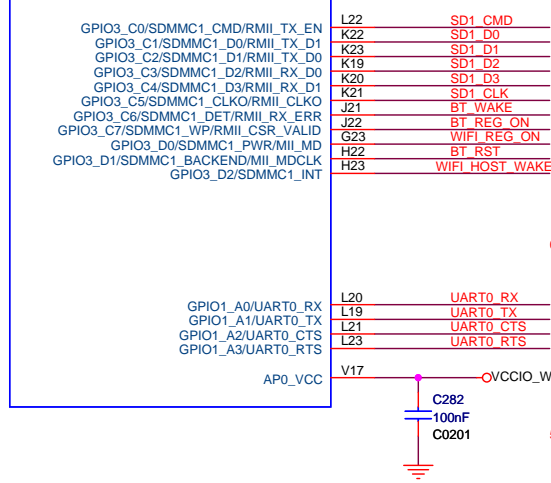 GPIO3_C0/SDMMC1_CMD/RMII_TX_EN L22 SD1_CMD
GPIO3_C1/SDMMC1_D0/RMII_TX_D1 K22 SD1_D0
GPIO3_C2/SDMMC1_D1/RMII_TX_D0 K23 SD1_D1
GPIO3_C3/SDMMC1_D2/RMII_RX_D0 K19 SD1_D2
GPIO3_C4/SDMMC1_D3/RMII_RX_D1 K20 SD1_D3
GPIO3_C5/SDMMC1_CLKO/RMII_CLKO K21 SD1_CLK
GPIO3_C6/SDMMC1_DET/RMII_RX_ERR J21 BT_WAKE
GPIO3_C7/SDMMC1_WP/RMII_CSR_VALID J22 BT_REG_ON
GPIO3_D0/SDMMC1_PWR/MII_MD G23 WIFI_REG_ON
GPIO3_D1/SDMMC1_BACKEND/MII_MDCLK H22 BT_RST
GPIO3_D2/SDMMC1_INT H23 WIFI_HOST_WAKE
GPIO1_A0/UART0_RX L20 UART0_RX
GPIO1_A1/UART0_TX L19 UART0_TX
GPIO1_A2/UART0_CTS L21 UART0_CTS
GPIO1_A3/UART0_RTS L23 UART0_RTS
AP0_VCC V17 VCCIO_W
C282
100nF
C0201